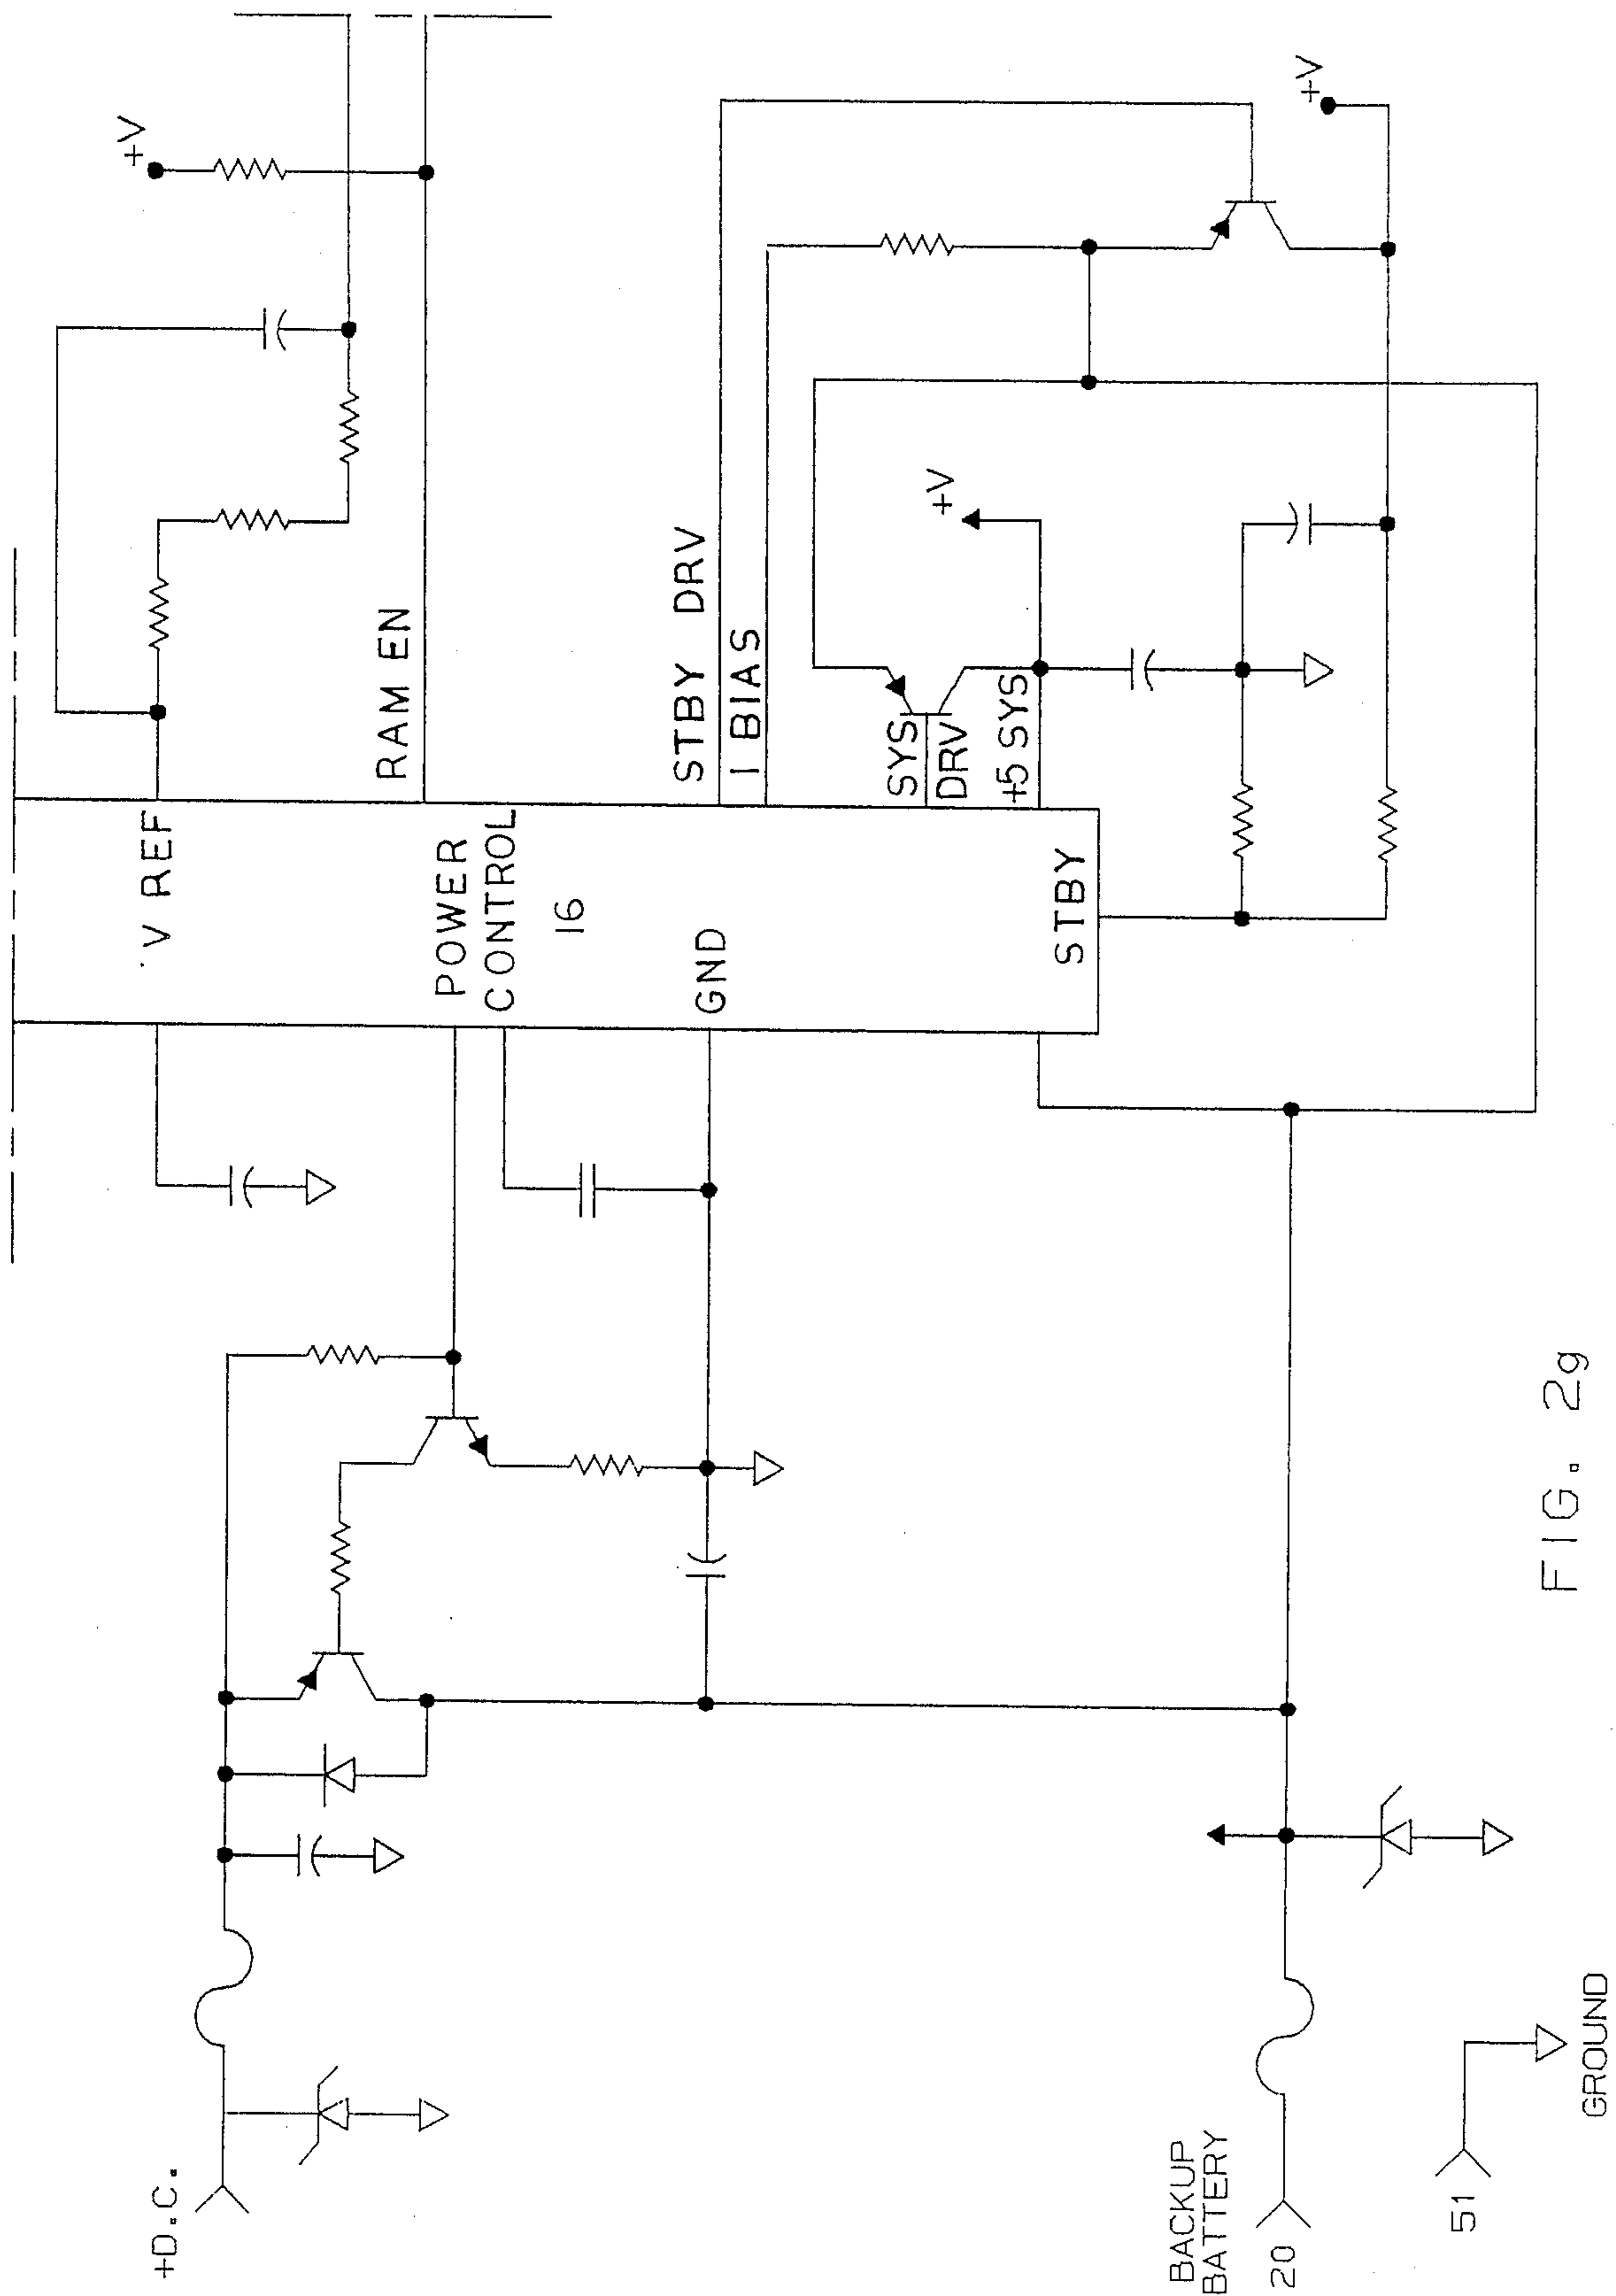 +D.C.
BACKUP
BATTERY
20
51
GROUND
V REF
POWER
CONTROL
16
GND
STBY
RAM EN
STBY DRV
I BIAS
SYS
DRV
+5 SYS
+V
+V
+V
FIG. 2g